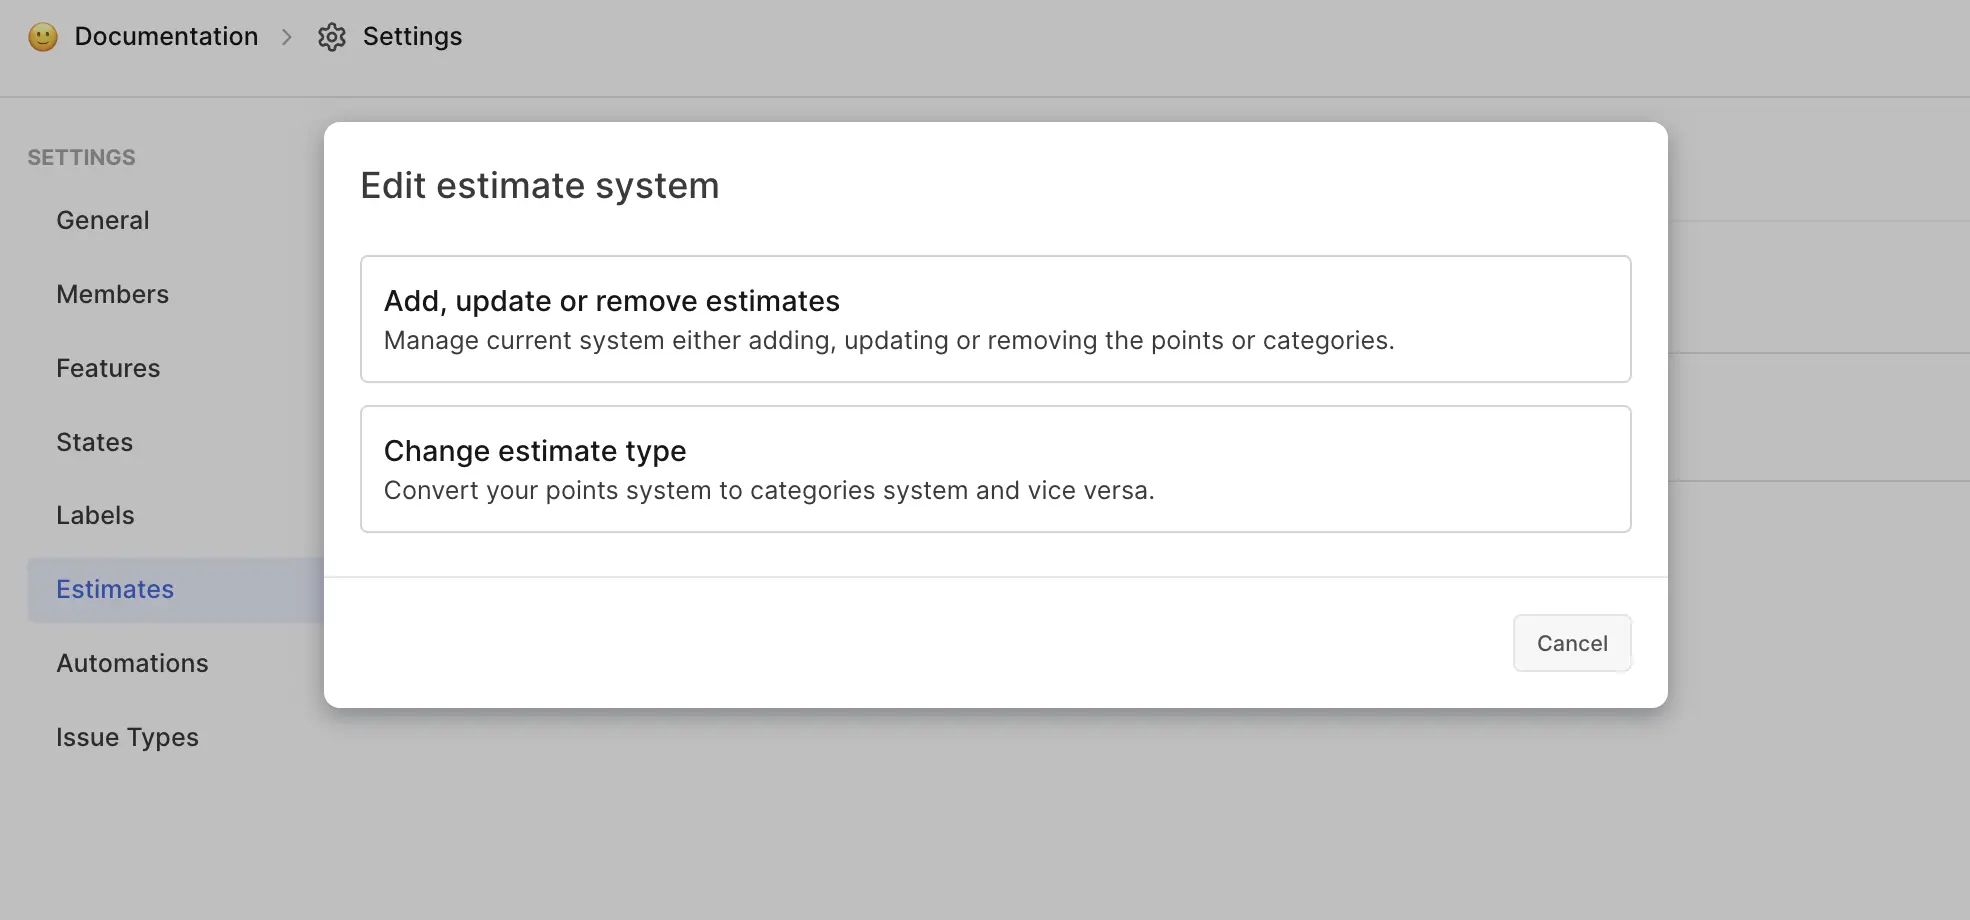 Documentation > Settings
SETTINGS
General
Members
Features
States
Labels
Estimates
Automations
Issue Types
Edit estimate system
Add, update or remove estimates
Manage current system either adding, updating or removing the points or categories.
Change estimate type
Convert your points system to categories system and vice versa.
Cancel